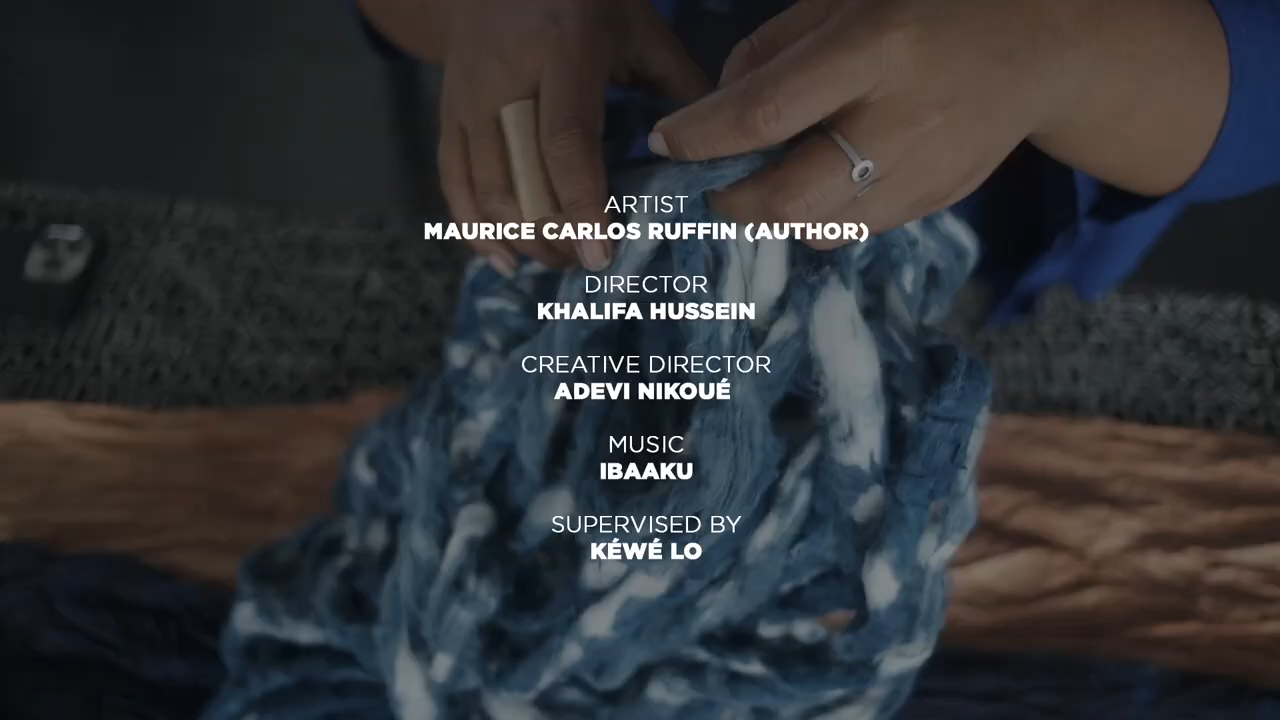 ARTIST
MAURICE CARLOS RUFFIN (AUTHOR)
DIRECTOR
KHALIFA HUSSEIN
CREATIVE DIRECTOR
ADEVI NIKOUÉ
MUSIC
IBAAKU
SUPERVISED BY
KÉWÉ LO